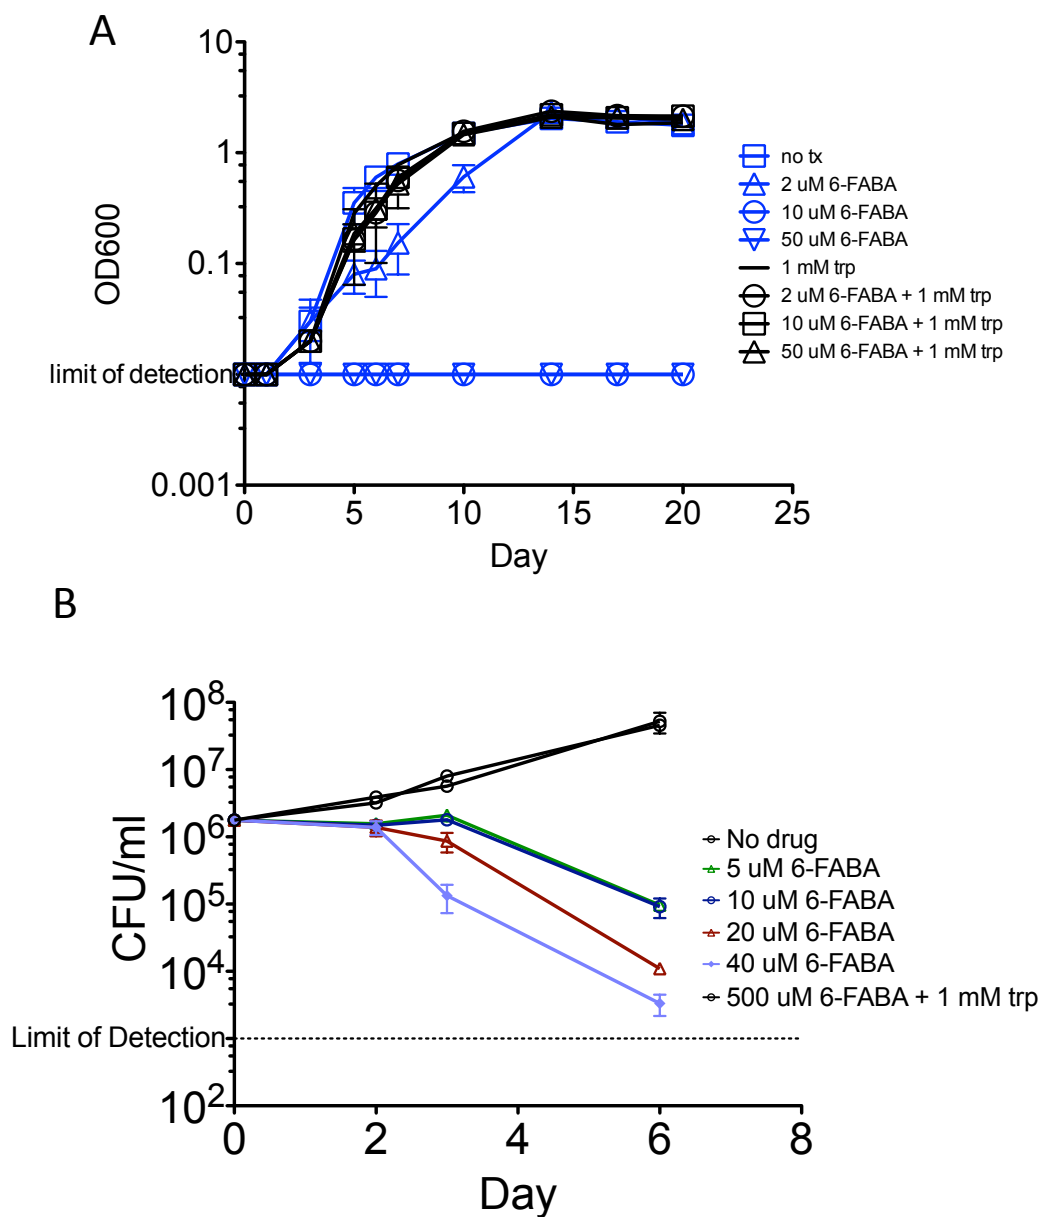 A
10
1
0.1
limit of detection
0.001
OD600
0 5 10 15 20 25
Day
no tx
2 uM 6-FABA
10 uM 6-FABA
50 uM 6-FABA
1 mM trp
2 uM 6-FABA + 1 mM trp
10 uM 6-FABA + 1 mM trp
50 uM 6-FABA + 1 mM trp
B
10⁸
10⁷
10⁶
10⁵
10⁴
Limit of Detection
10²
CFU/ml
0 2 4 6 8
Day
No drug
5 uM 6-FABA
10 uM 6-FABA
20 uM 6-FABA
40 uM 6-FABA
500 uM 6-FABA + 1 mM trp